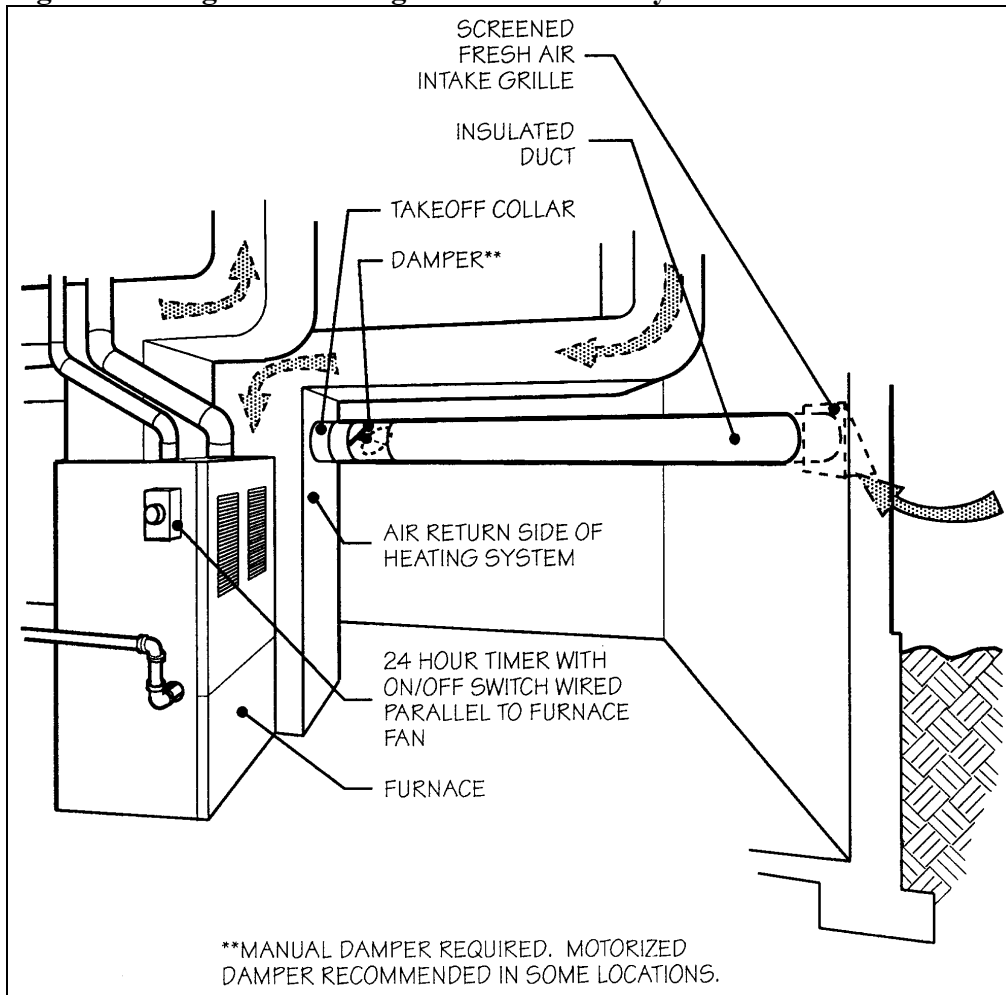 SCREENED
FRESH AIR
INTAKE GRILLE
INSULATED
DUCT
TAKEOFF COLLAR
DAMPER**
AIR RETURN SIDE OF
HEATING SYSTEM
24 HOUR TIMER WITH
ON/OFF SWITCH WIRED
PARALLEL TO FURNACE
FAN
FURNACE
**MANUAL DAMPER REQUIRED. MOTORIZED
DAMPER RECOMMENDED IN SOME LOCATIONS.